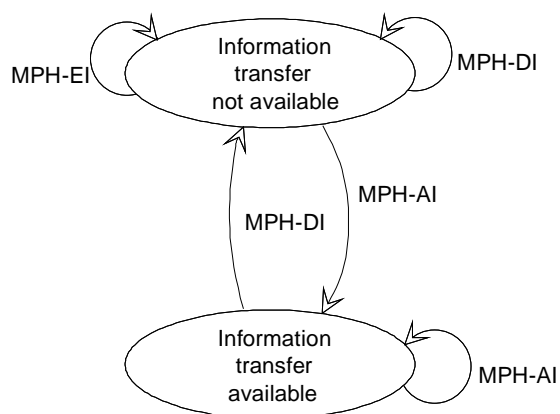 Information
transfer
not available
MPH-EI
MPH-DI
MPH-AI
MPH-DI
Information
transfer
available
MPH-AI